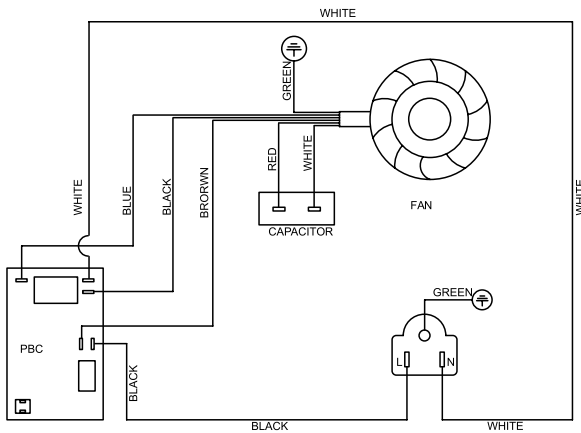 WHITE
GREEN
RED
WHITE
WHITE
BLUE
BLACK
BRORWN
WHITE
FAN
CAPACITOR
GREEN
PBC
L
N
BLACK
BLACK
WHITE